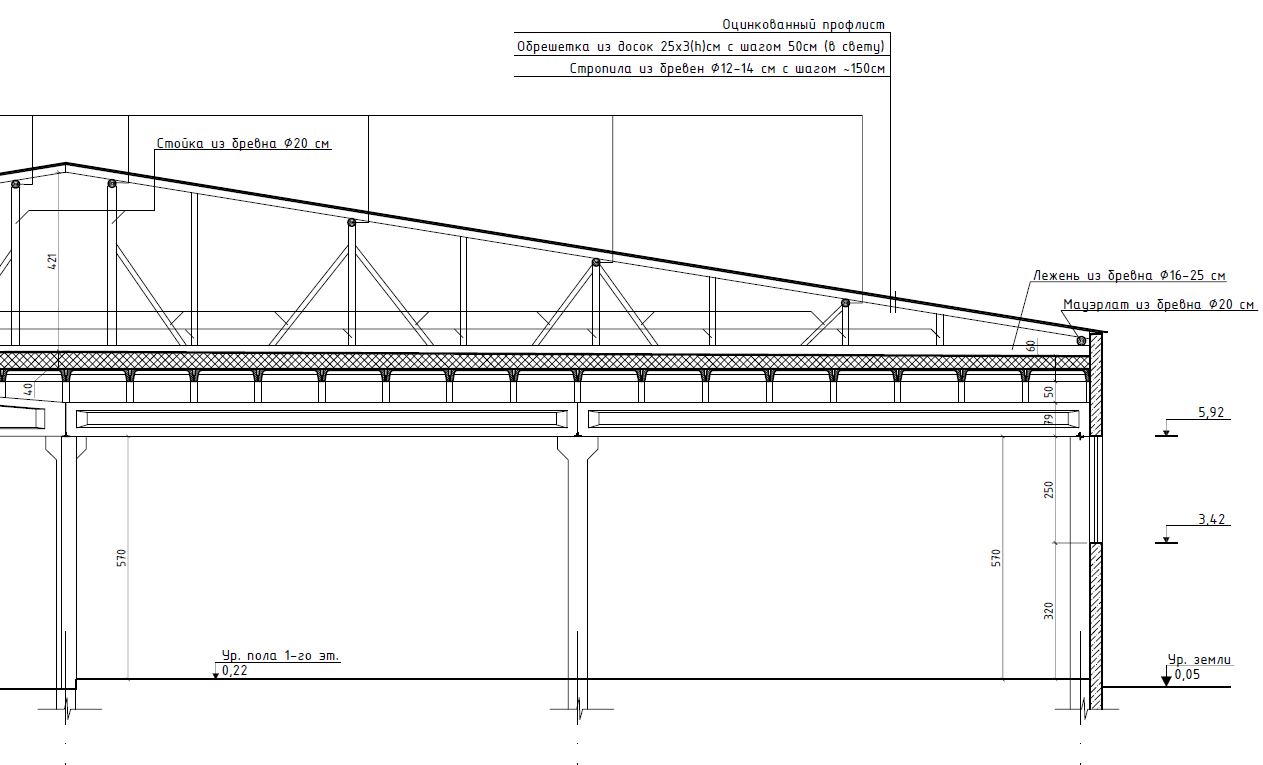 Оцинкованный профлист
Обрешетка из досок 25х3(h)см с шагом 50см (в свету)
Стропила из бревен Ф12-14 см с шагом ~150см
Стойка из бревна Ф20 см
421
Лежень из бревна Ф16-25 см
Мауэрлат из бревна Ф20 см
60
40
50
79
5,92
250
3,42
570
570
320
Ур. пола 1-го эт.
0,22
Ур. земли
0,05